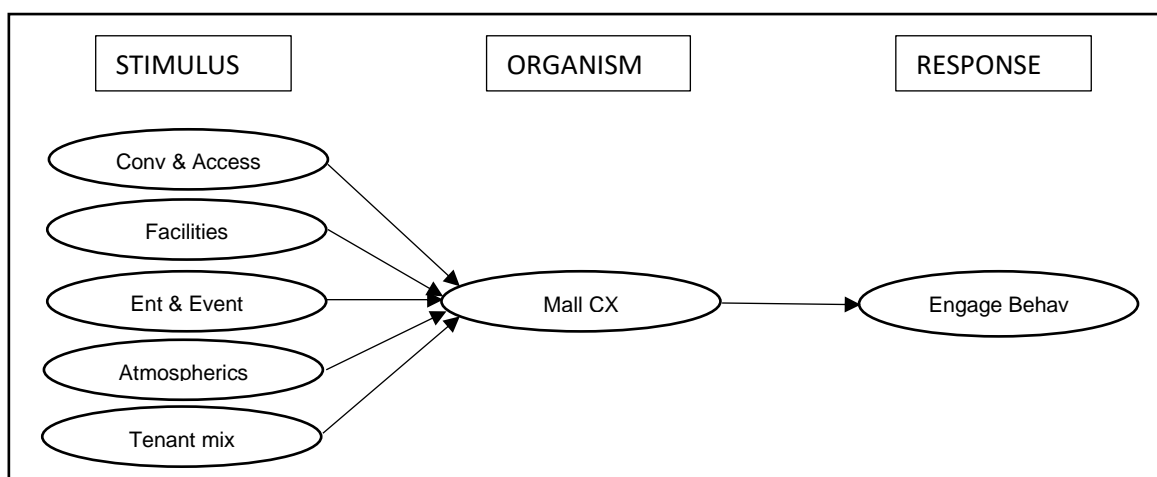 STIMULUS
ORGANISM
RESPONSE
Conv & Access
Facilities
Ent & Event
Mall CX
Engage Behav
Atmospherics
Tenant mix